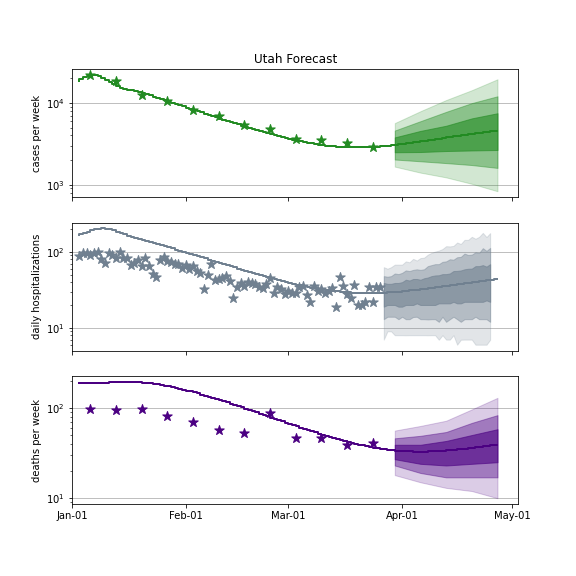 Utah Forecast
cases per week
10⁴
10³
daily hospitalizations
10²
10¹
deaths per week
10²
10¹
Jan-01 Feb-01 Mar-01 Apr-01 May-01